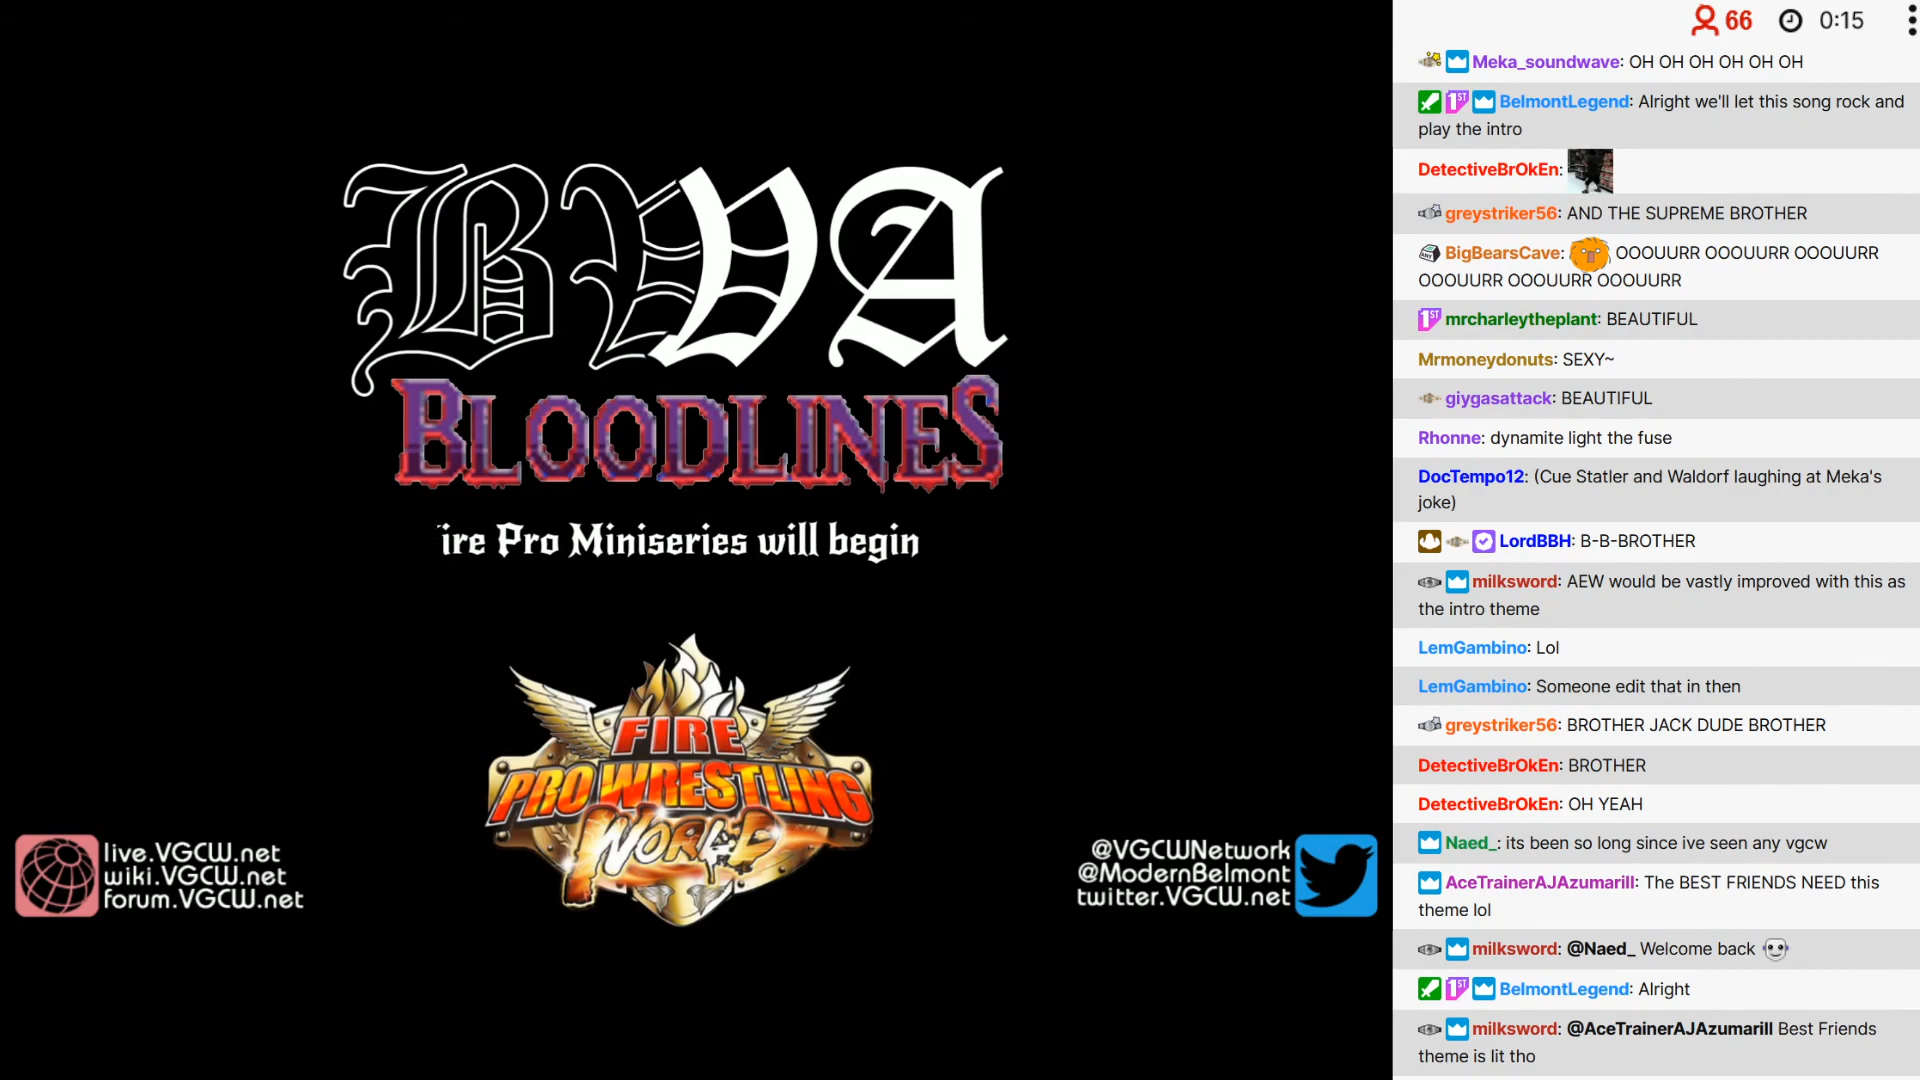 BWA
BLOODLINES
ire Pro Miniseries will begin
FIRE
PRO WRESTLING
WORLD
live.VGCW.net
wiki.VGCW.net
forum.VGCW.net
@VGCWNetwork
@ModernBelmont
twitter.VGCW.net
66 0:15
Meka_soundwave: OH OH OH OH OH OH
1ST BelmontLegend: Alright we'll let this song rock and
play the intro
DetectiveBrOkEn:
greystriker56: AND THE SUPREME BROTHER
BigBearsCave: OOOUURR OOOUURR OOOUURR
OOOUURR OOOUURR OOOUURR
1ST mrcharleytheplant: BEAUTIFUL
Mrmoneydonuts: SEXY~
giygasattack: BEAUTIFUL
Rhonne: dynamite light the fuse
DocTempo12: (Cue Statler and Waldorf laughing at Meka's
joke)
LordBBH: B-B-BROTHER
milksword: AEW would be vastly improved with this as
the intro theme
LemGambino: Lol
LemGambino: Someone edit that in then
greystriker56: BROTHER JACK DUDE BROTHER
DetectiveBrOkEn: BROTHER
DetectiveBrOkEn: OH YEAH
Naed_: its been so long since ive seen any vgcw
AceTrainerAJAzumarill: The BEST FRIENDS NEED this
theme lol
milksword: @Naed_ Welcome back
1ST BelmontLegend: Alright
milksword: @AceTrainerAJAzumarill Best Friends
theme is lit tho